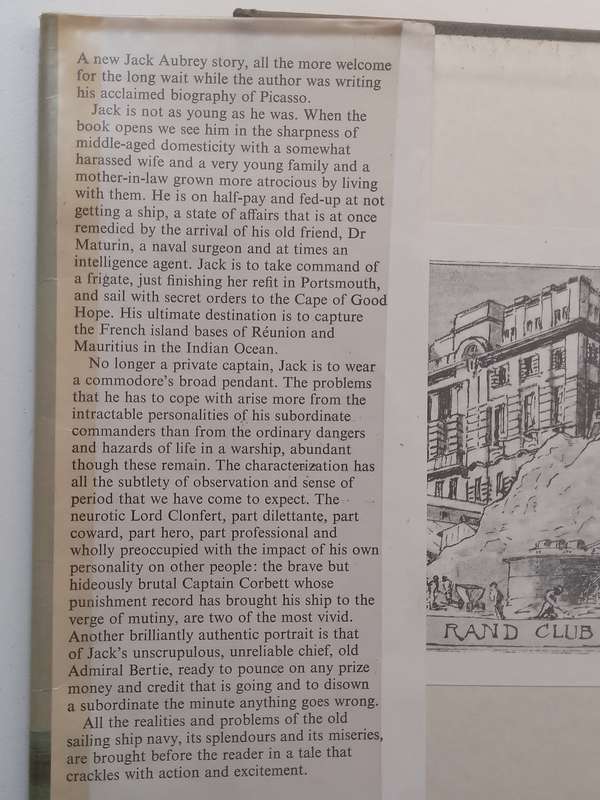 A new Jack Aubrey story, all the more welcome
for the long wait while the author was writing
his acclaimed biography of Picasso.
Jack is not as young as he was. When the
book opens we see him in the sharpness of
middle-aged domesticity with a somewhat
harassed wife and a very young family and a
mother-in-law grown more atrocious by living
with them. He is on half-pay and fed-up at not
getting a ship, a state of affairs that is at once
remedied by the arrival of his old friend, Dr
Maturin, a naval surgeon and at times an
intelligence agent. Jack is to take command of
a frigate, just finishing her refit in Portsmouth,
and sail with secret orders to the Cape of Good
Hope. His ultimate destination is to capture
the French island bases of Réunion and
Mauritius in the Indian Ocean.
No longer a private captain, Jack is to wear
a commodore's broad pendant. The problems
that he has to cope with arise more from the
intractable personalities of his subordinate
commanders than from the ordinary dangers
and hazards of life in a warship, abundant
though these remain. The characterization has
all the subtlety of observation and sense of
period that we have come to expect. The
neurotic Lord Clonfert, part dilettante, part
coward, part hero, part professional and
wholly preoccupied with the impact of his own
personality on other people: the brave but
hideously brutal Captain Corbett whose
punishment record has brought his ship to the
verge of mutiny, are two of the most vivid.
Another brilliantly authentic portrait is that
of Jack's unscrupulous, unreliable chief, old
Admiral Bertie, ready to pounce on any prize
money and credit that is going and to disown
a subordinate the minute anything goes wrong.
All the realities and problems of the old
sailing ship navy, its splendours and its miseries,
are brought before the reader in a tale that
crackles with action and excitement.
RAND CLUB